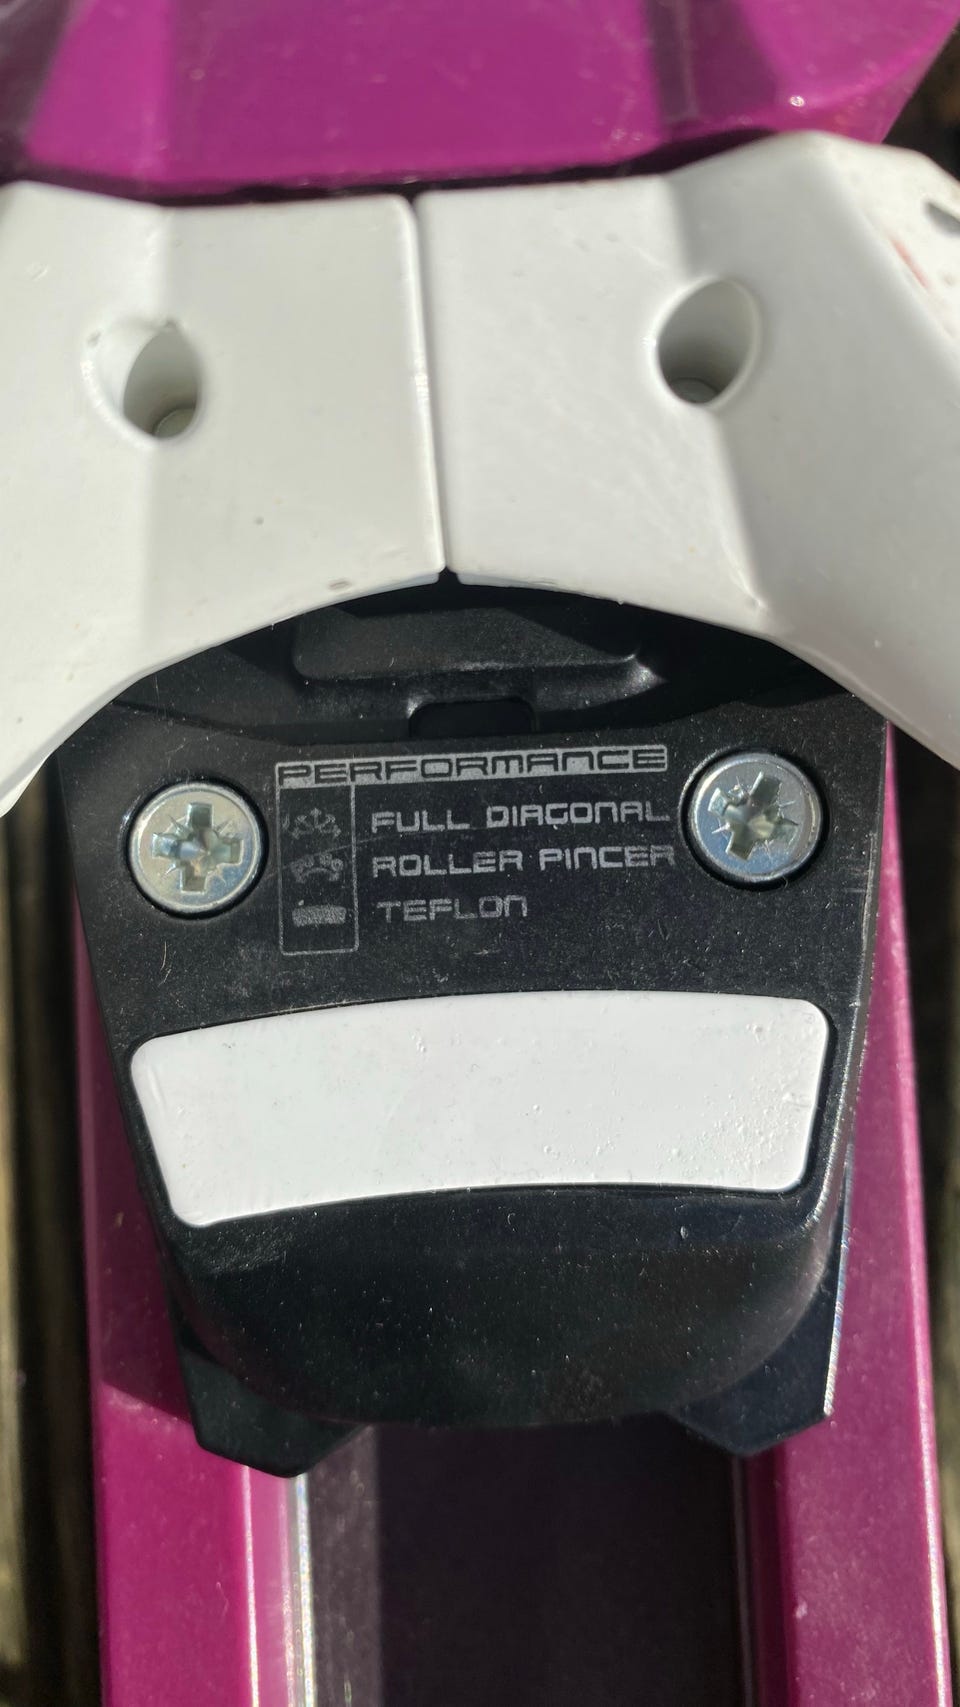 PERFORMANCE
FULL DIAGONAL
ROLLER PINCER
TEFLON